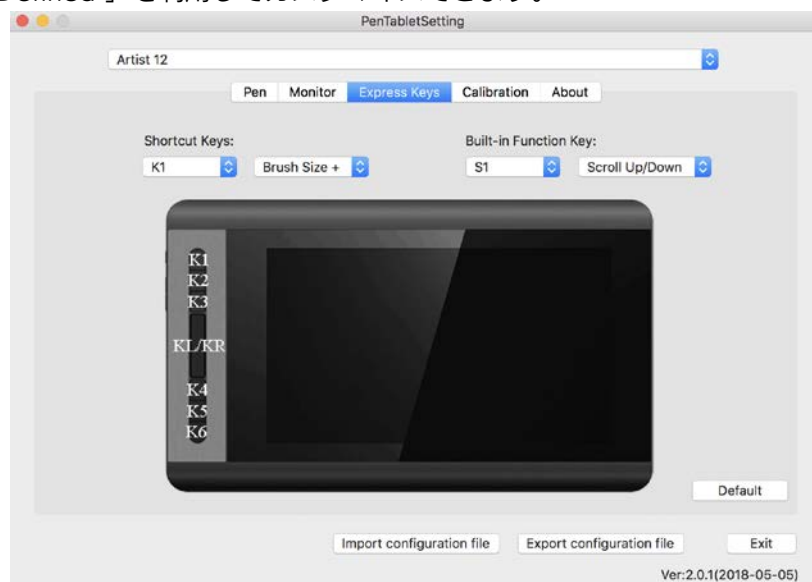 PenTabletSetting
Artist 12
Pen Monitor Express Keys Calibration About
Shortcut Keys: Built-in Function Key:
K1 Brush Size + S1 Scroll Up/Down
K1
K2
K3
KL/KR
K4
K5
K6
Default
Import configuration file Export configuration file Exit
Ver:2.0.1(2018-05-05)